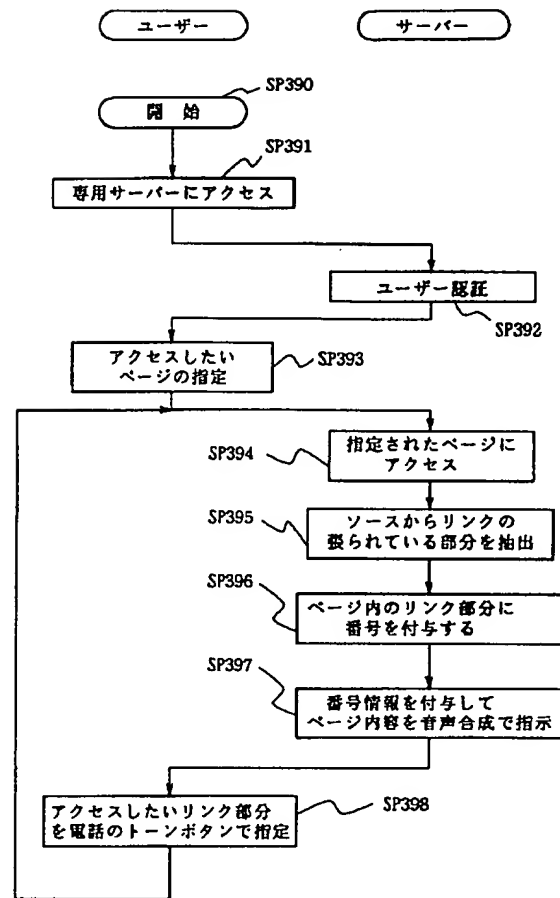 ユーザー
サーバー
SP390
開 始
SP391
専用サーバーにアクセス
ユーザー認証
SP392
アクセスしたい
ページの指定
SP393
指定されたページに
アクセス
SP394
ソースからリンクの
張られている部分を抽出
SP395
SP396
ページ内のリンク部分に
番号を付与する
SP397
番号情報を付与して
ページ内容を音声合成で指示
アクセスしたいリンク部分
を電話のトーンボタンで指定
SP398